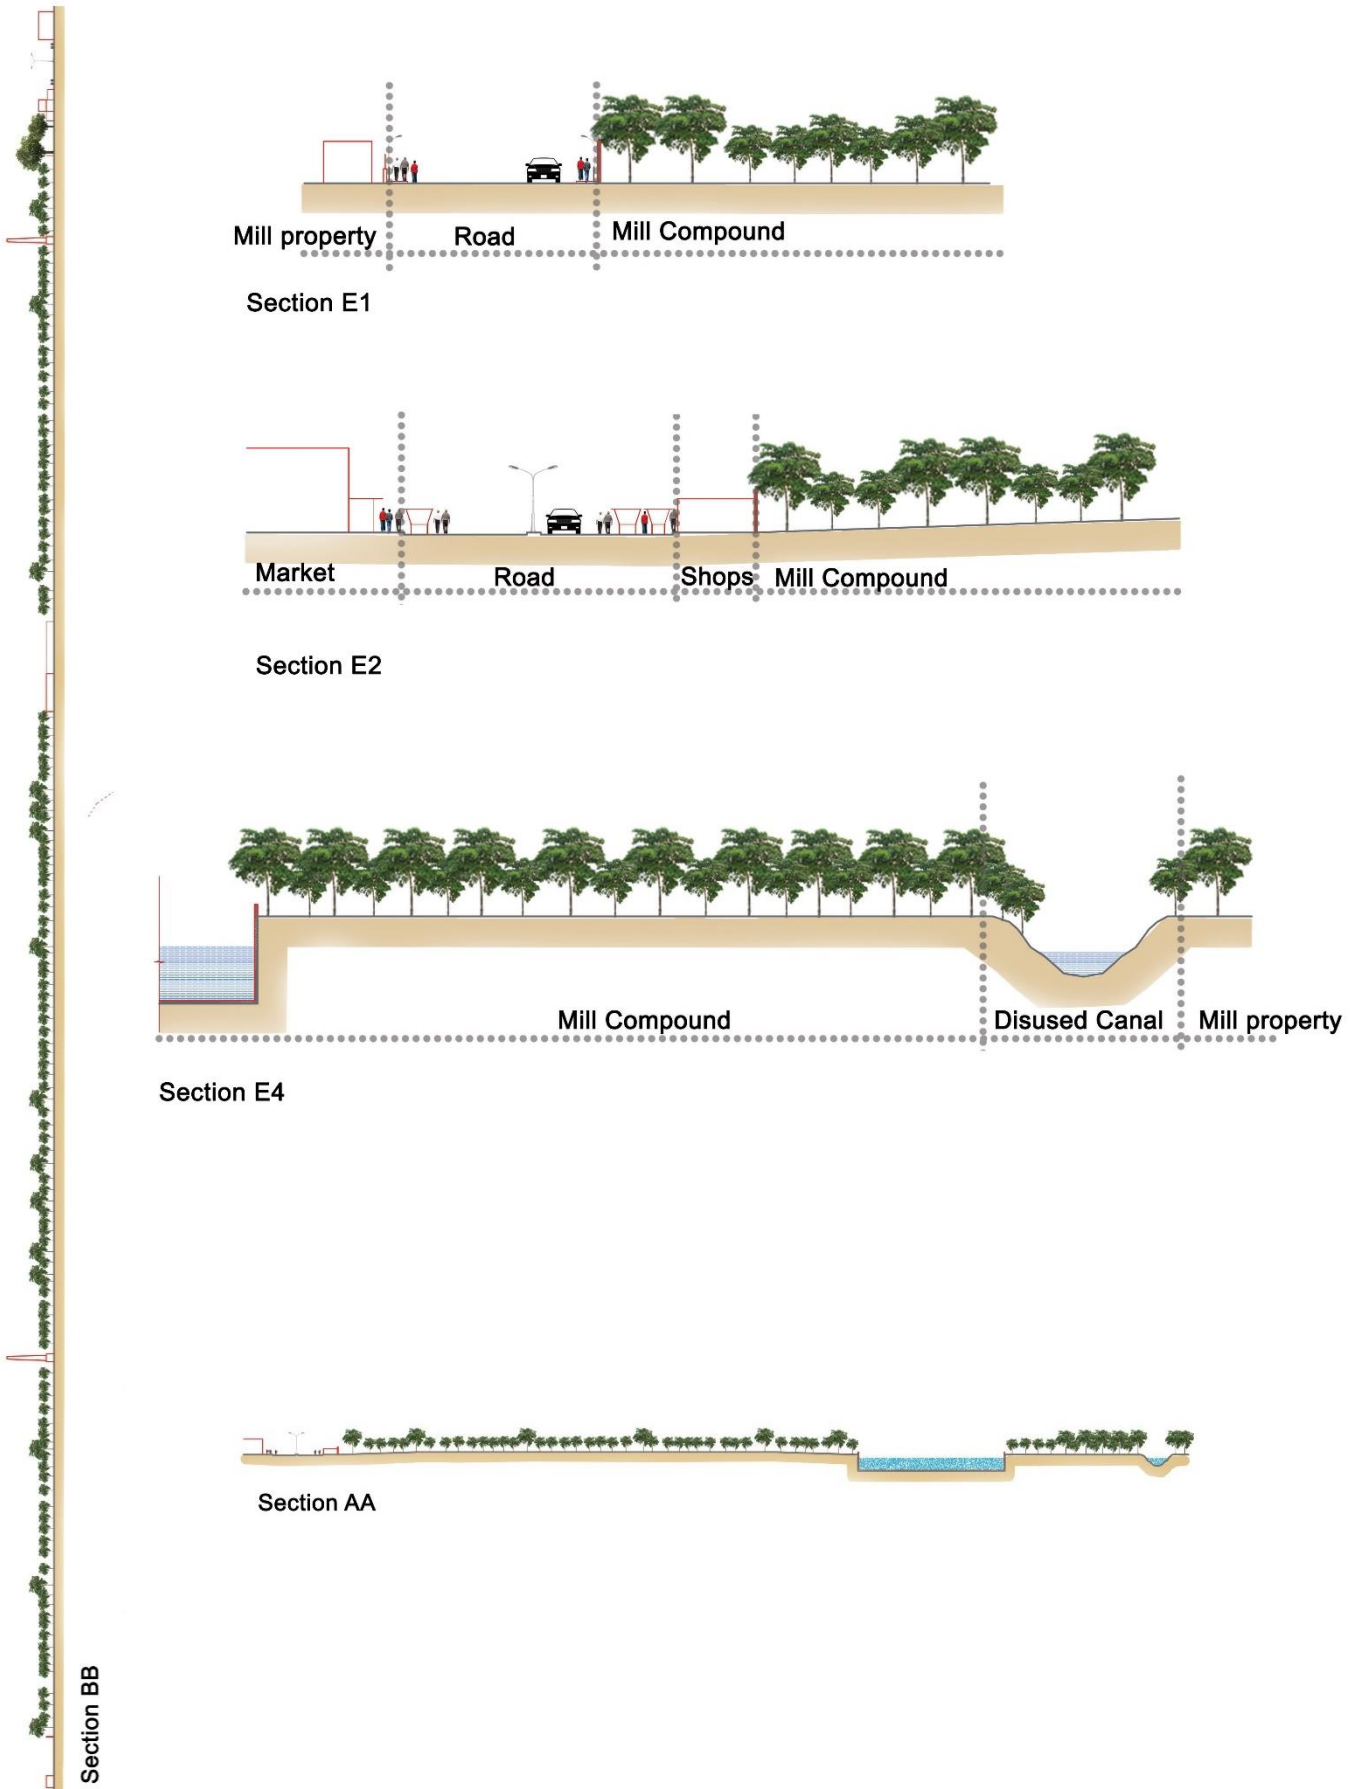 Mill property Road Mill Compound
Section E1
Market Road Shops Mill Compound
Section E2
Mill Compound Disused Canal Mill property
Section E4
Section AA
Section BB